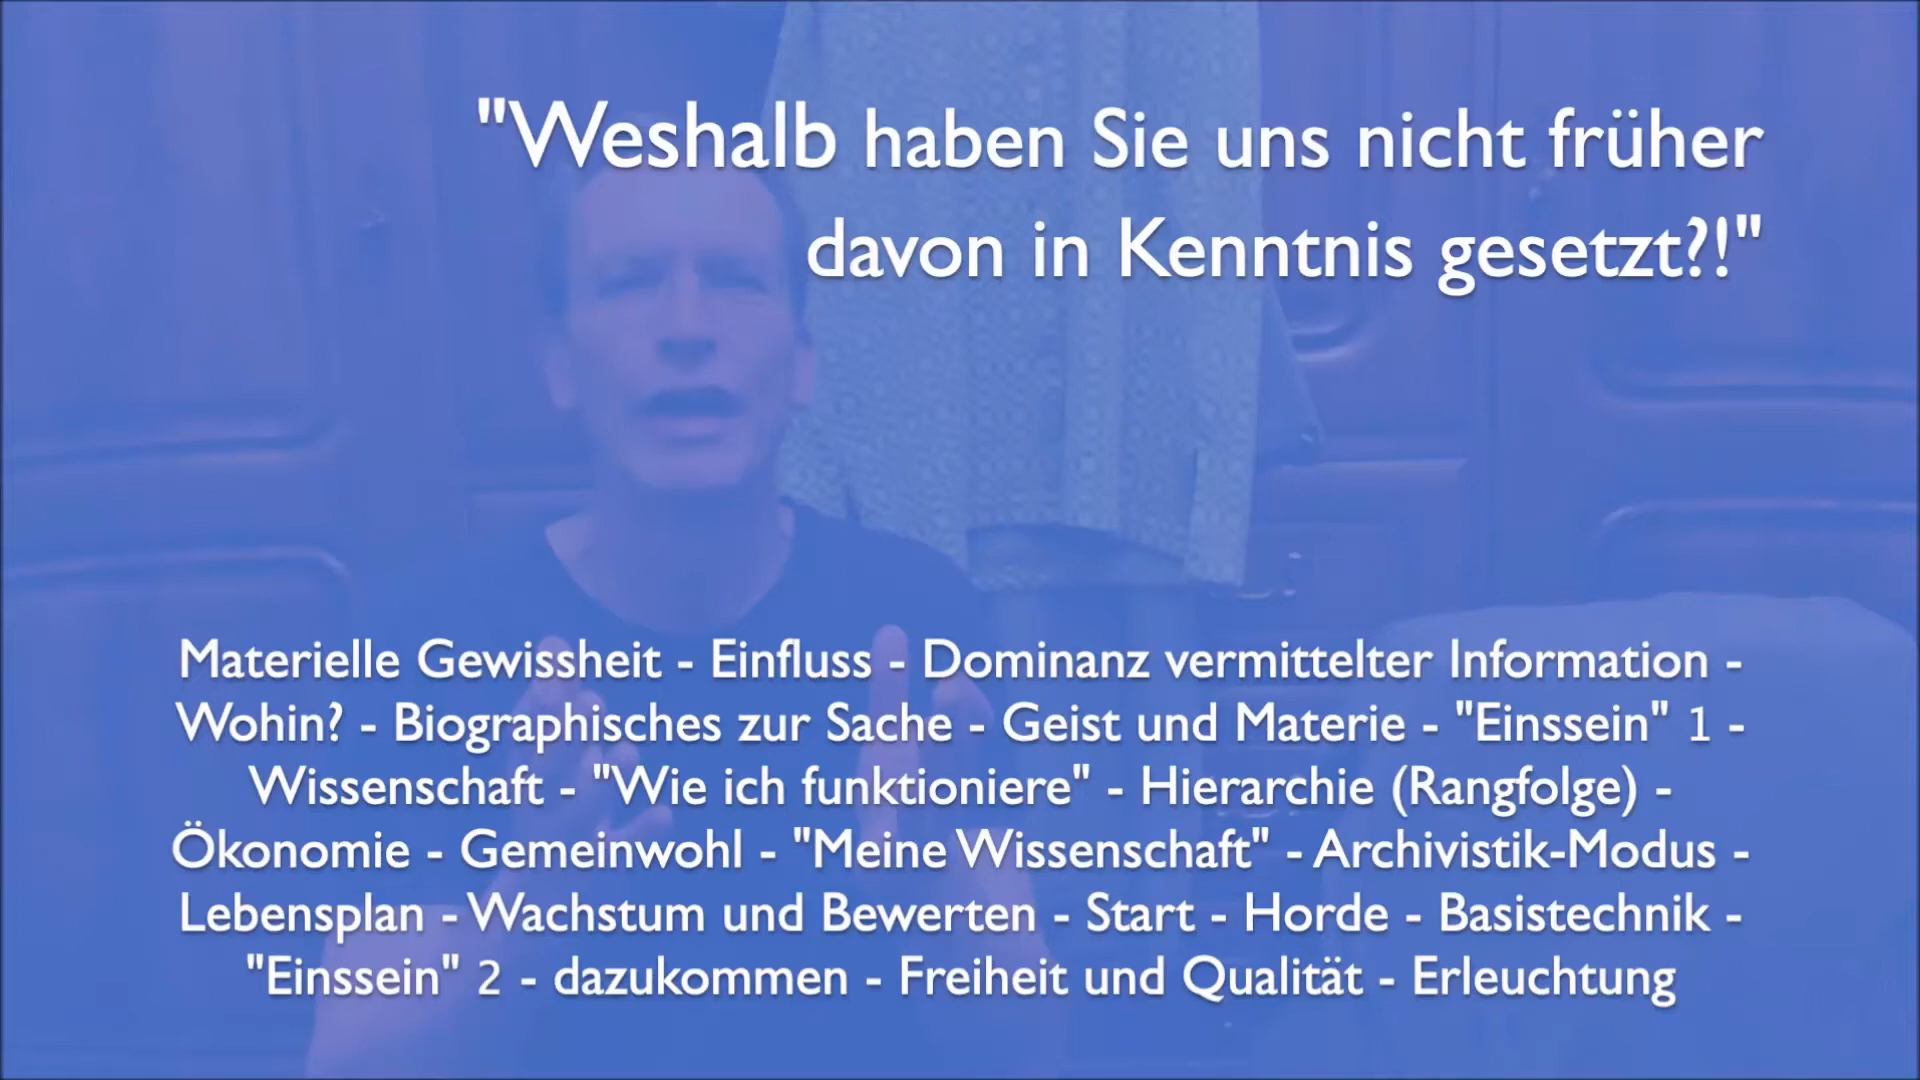 "Weshalb haben Sie uns nicht früher
davon in Kenntnis gesetzt?!"
Materielle Gewissheit - Einfluss - Dominanz vermittelter Information -
Wohin? - Biographisches zur Sache - Geist und Materie - "Einssein" 1 -
Wissenschaft - "Wie ich funktioniere" - Hierarchie (Rangfolge) -
Ökonomie - Gemeinwohl - "Meine Wissenschaft" - Archivistik-Modus -
Lebensplan - Wachstum und Bewerten - Start - Horde - Basistechnik -
"Einssein" 2 - dazukommen - Freiheit und Qualität - Erleuchtung